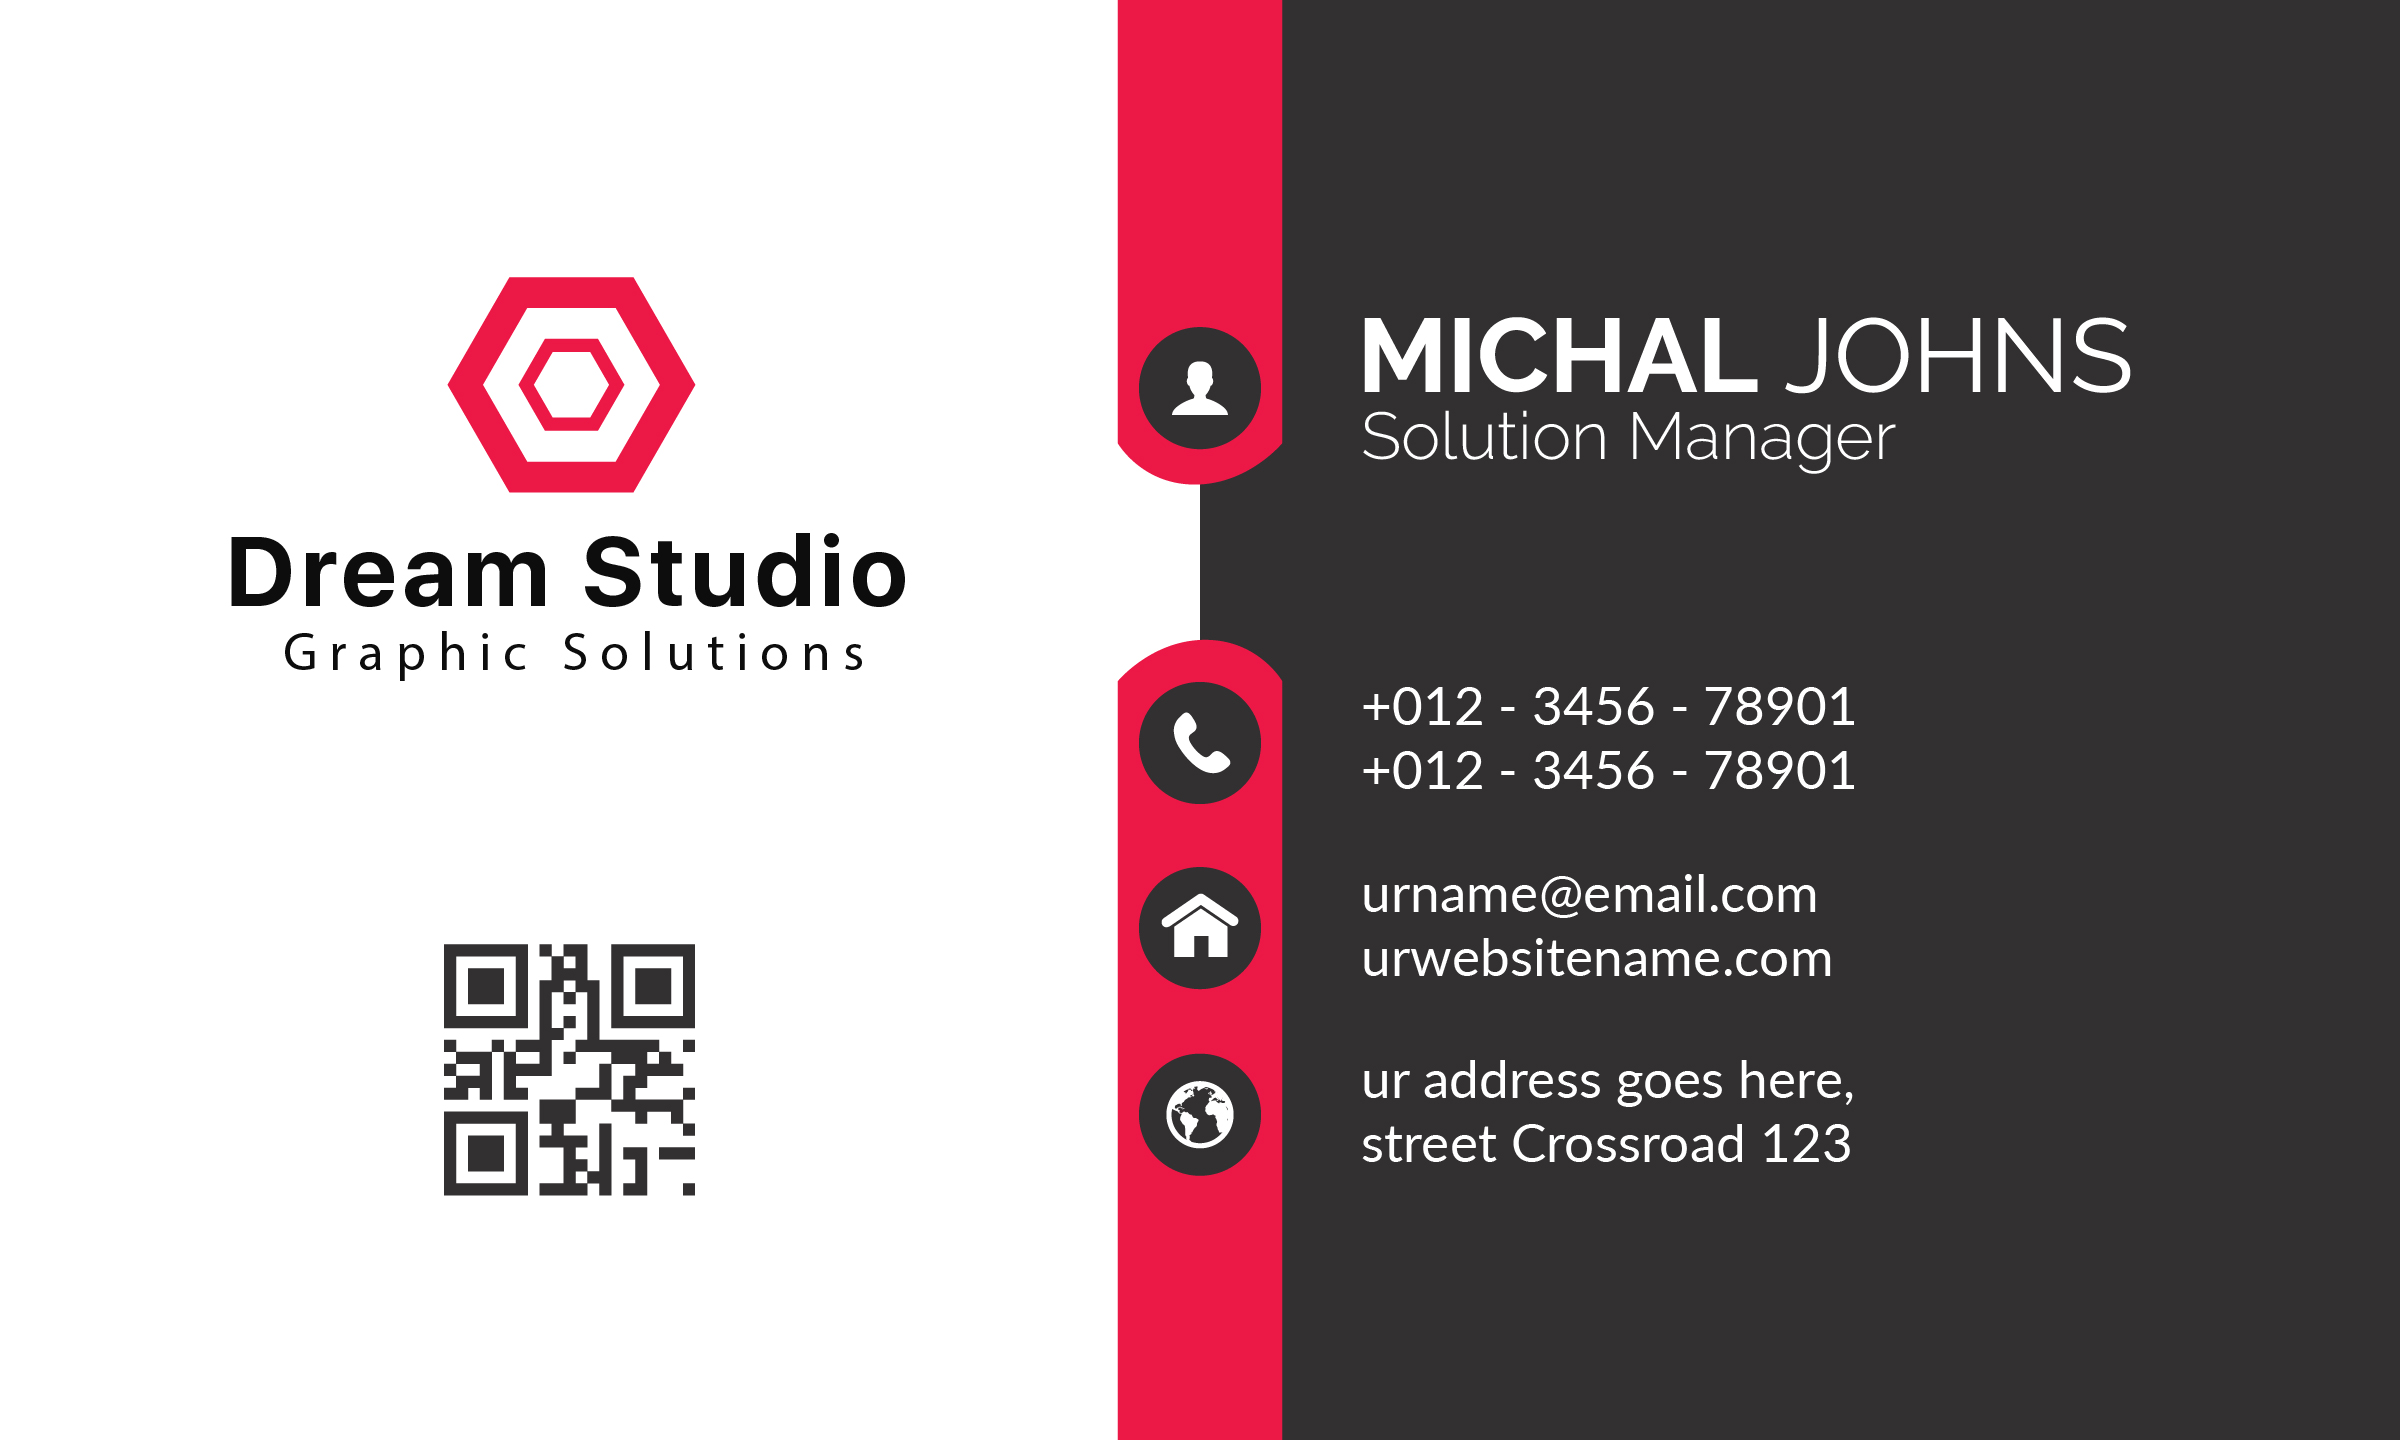 Dream Studio
Graphic Solutions
MICHAL JOHNS
Solution Manager
+012 - 3456 - 78901
+012 - 3456 - 78901
urname@email.com
urwebsitename.com
ur address goes here,
street Crossroad 123